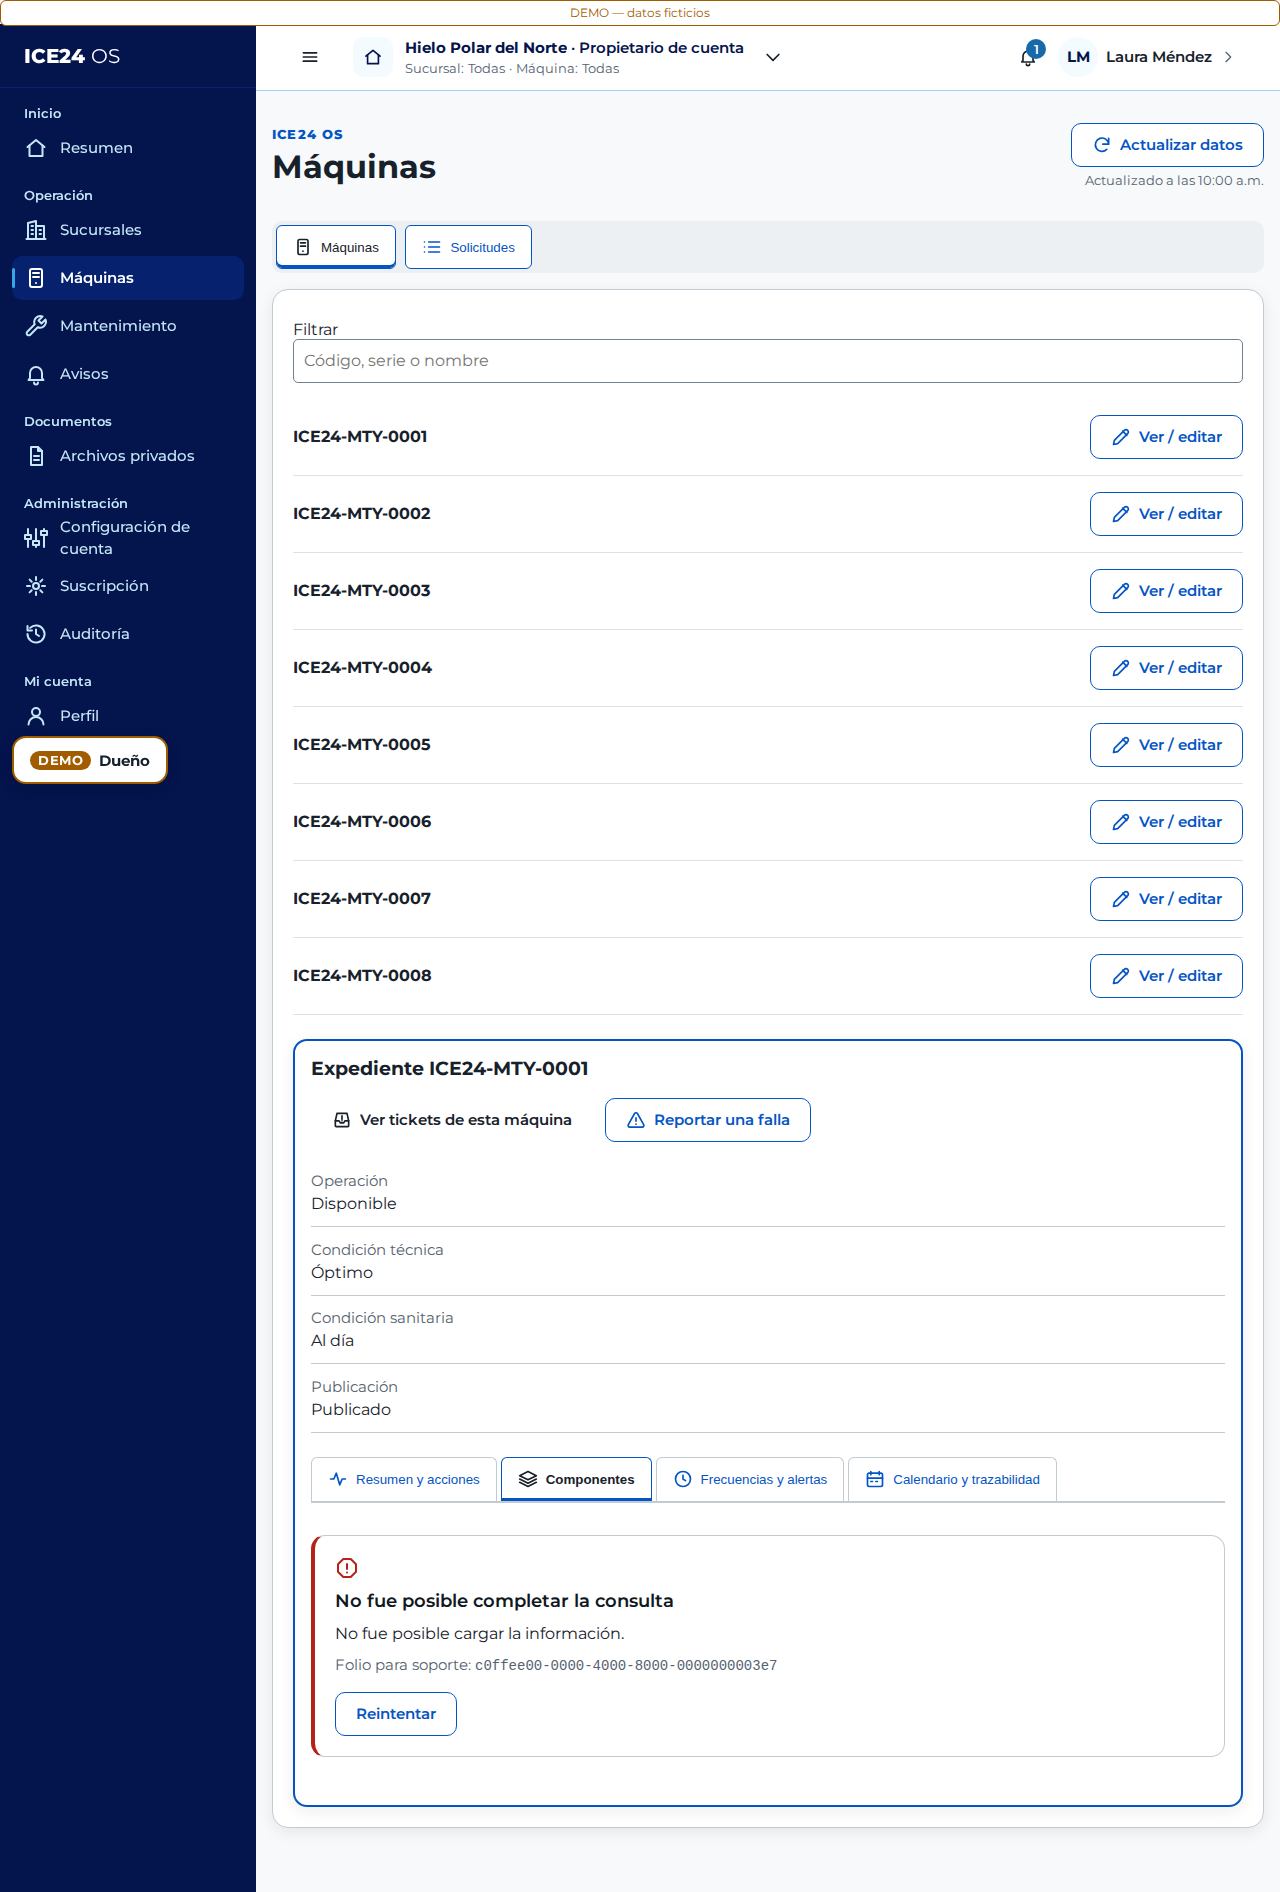 DEMO — datos ficticios
ICE24 OS
Inicio
Resumen
Operación
Sucursales
Máquinas
Mantenimiento
Avisos
Documentos
Archivos privados
Administración
Configuración de
cuenta
Suscripción
Auditoría
Mi cuenta
Perfil
DEMO Dueño
Hielo Polar del Norte · Propietario de cuenta
Sucursal: Todas · Máquina: Todas
1
LM Laura Méndez
ICE24 OS
Máquinas
Actualizar datos
Actualizado a las 10:00 a.m.
Máquinas
Solicitudes
Filtrar
Código, serie o nombre
ICE24-MTY-0001
Ver / editar
ICE24-MTY-0002
Ver / editar
ICE24-MTY-0003
Ver / editar
ICE24-MTY-0004
Ver / editar
ICE24-MTY-0005
Ver / editar
ICE24-MTY-0006
Ver / editar
ICE24-MTY-0007
Ver / editar
ICE24-MTY-0008
Ver / editar
Expediente ICE24-MTY-0001
Ver tickets de esta máquina
Reportar una falla
Operación
Disponible
Condición técnica
Óptimo
Condición sanitaria
Al día
Publicación
Publicado
Resumen y acciones
Componentes
Frecuencias y alertas
Calendario y trazabilidad
No fue posible completar la consulta
No fue posible cargar la información.
Folio para soporte: c0ffee00-0000-4000-8000-0000000003e7
Reintentar